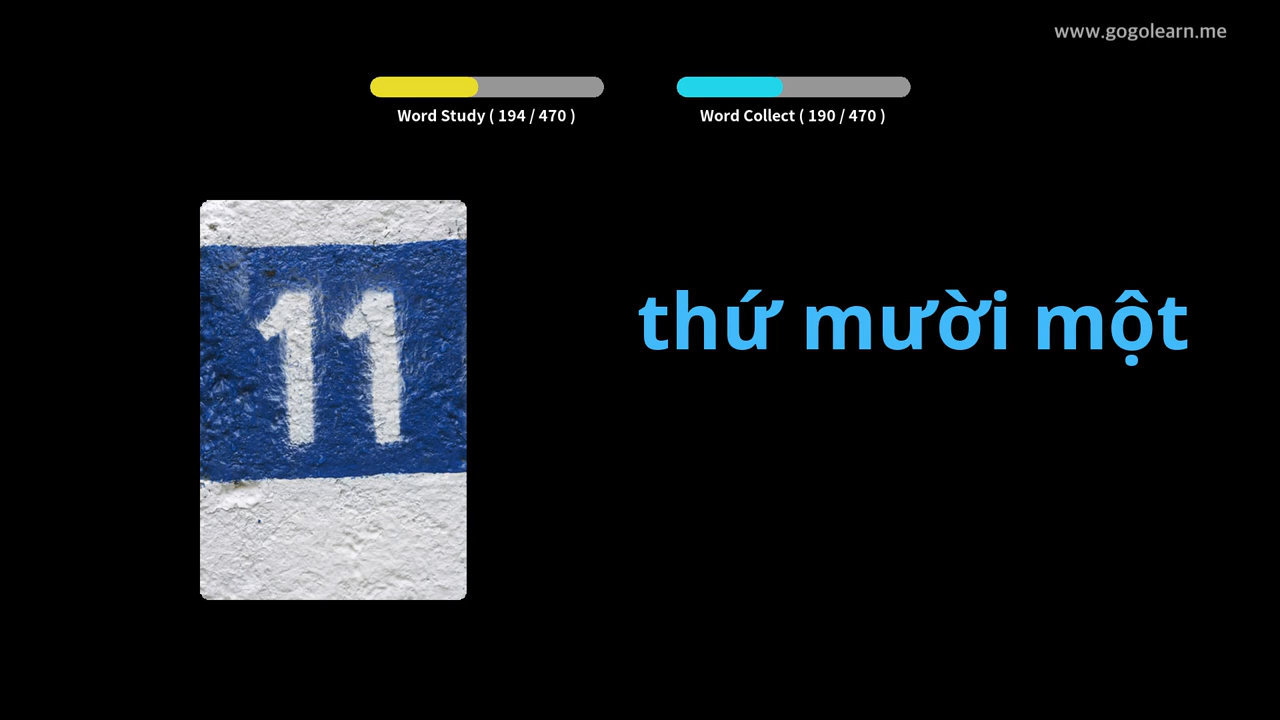 www.gogolearn.me
Word Study ( 194 / 470 )
Word Collect ( 190 / 470 )
11
thứ mười một